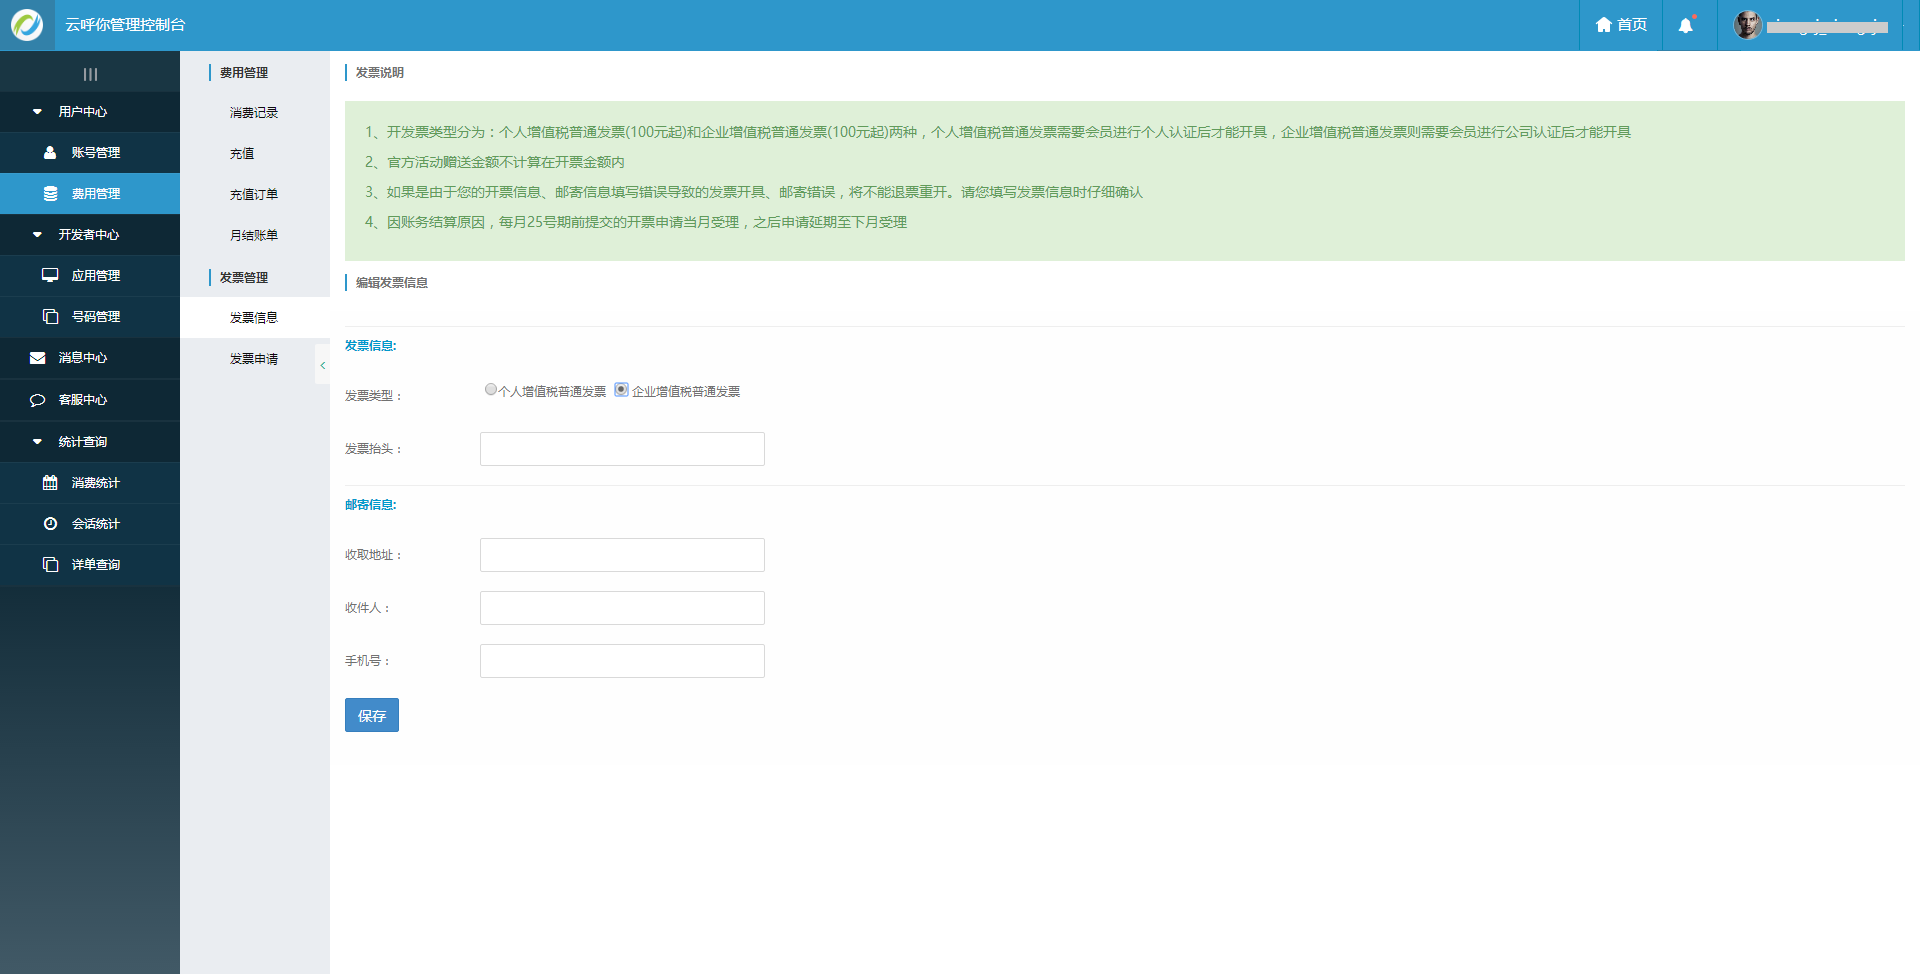 云呼你管理控制台
首页
用户中心
账号管理
费用管理
开发者中心
应用管理
号码管理
消息中心
客服中心
统计查询
消费统计
会话统计
详单查询
费用管理
消费记录
充值
充值订单
月结账单
发票管理
发票信息
发票申请
发票说明
1、开发票类型分为：个人增值税普通发票(100元起)和企业增值税普通发票(100元起)两种，个人增值税普通发票需要会员进行个人认证后才能开具，企业增值税普通发票则需要会员进行公司认证后才能开具
2、官方活动赠送金额不计算在开票金额内
3、如果是由于您的开票信息、邮寄信息填写错误导致的发票开具、邮寄错误，将不能退票重开。请您填写发票信息时仔细确认
4、因账务结算原因，每月25号期前提交的开票申请当月受理，之后申请延期至下月受理
编辑发票信息
发票信息:
发票类型：
个人增值税普通发票 企业增值税普通发票
发票抬头：
邮寄信息:
收取地址：
收件人：
手机号：
保存